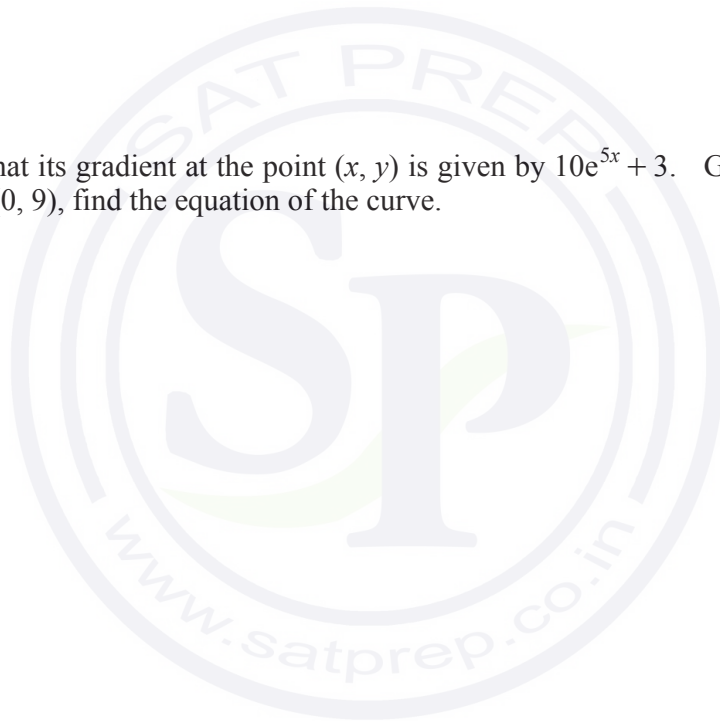 SAT PREP
hat its gradient at the point (x, y) is given by 10e^{5x} + 3. G
0, 9), find the equation of the curve.
SP
www.satprep.co.in